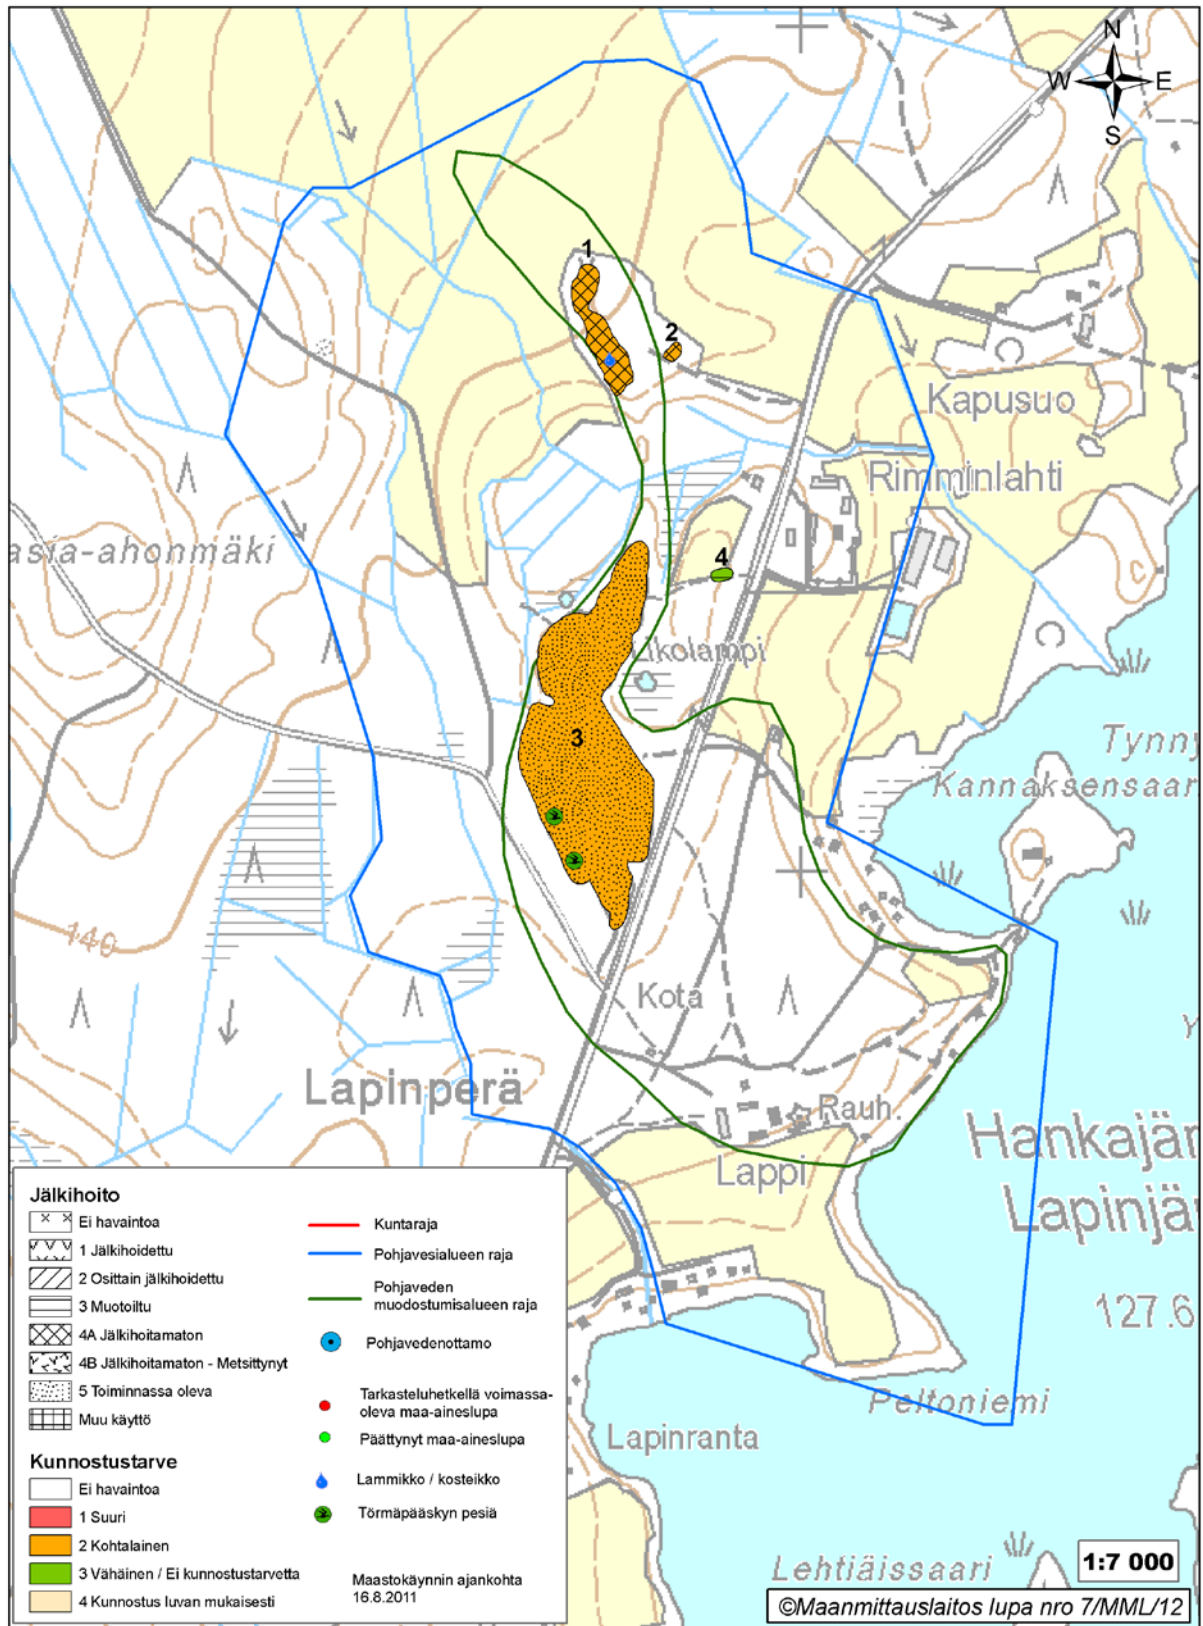 N
W E
S
1
2
Kapusuo
Rimminlahti
asia-ahonmäki
4
Likolampi
3
Tynny
Kannaksensaar
140
Kota
Lapinperä
Rauh.
Hankajär
Lappi
Lapinjä
127.6
Peltoniemi
Lapinranta
Lehtiäissaari
Jälkihoito
Ei havaintoa
1 Jälkihoidettu
2 Osittain jälkihoidettu
3 Muotoiltu
4A Jälkihoitamaton
4B Jälkihoitamaton - Metsittynyt
5 Toiminnassa oleva
Muu käyttö
Kunnostustarve
Ei havaintoa
1 Suuri
2 Kohtalainen
3 Vähäinen / Ei kunnostustarvetta
4 Kunnostus luvan mukaisesti
Kuntaraja
Pohjavesialueen raja
Pohjaveden
muodostumisalueen raja
Pohjavedenottamo
Tarkasteluhetkellä voimassa-
oleva maa-aineslupa
Päättynyt maa-aineslupa
Lammikko / kosteikko
Törmäpääskyn pesiä
Maastokäynnin ajankohta
16.8.2011
1:7 000
©Maanmittauslaitos lupa nro 7/MML/12